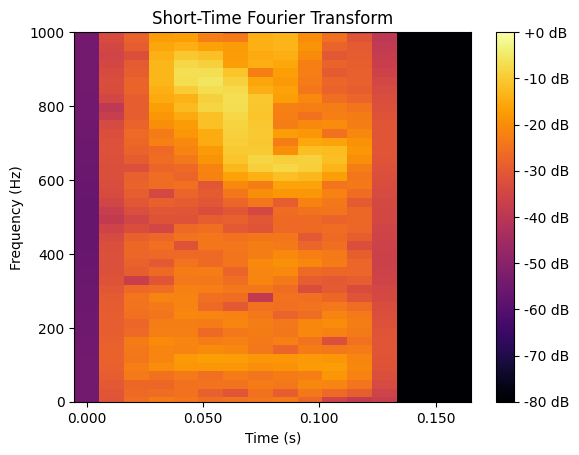 Short-Time Fourier Transform
Frequency (Hz)
1000
800
600
400
200
0
0.000
0.050
0.100
0.150
Time (s)
+0 dB
-10 dB
-20 dB
-30 dB
-40 dB
-50 dB
-60 dB
-70 dB
-80 dB